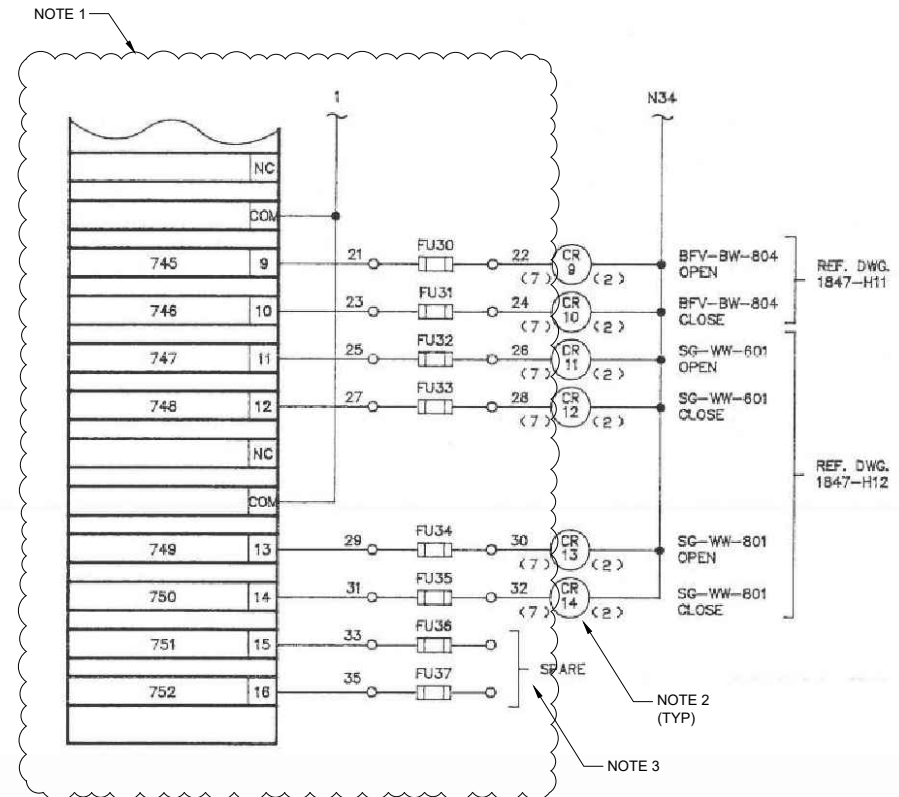 NOTE 1
1
N34
NC
COM
745 9 21 FU30 22 CR 9 (7) (2) BFV-BW-804 OPEN
746 10 23 FU31 24 CR 10 (7) (2) BFV-BW-804 CLOSE
REF. DWG. 1847-H11
747 11 25 FU32 26 CR 11 (7) (2) SG-WW-601 OPEN
748 12 27 FU33 28 CR 12 (7) (2) SG-WW-601 CLOSE
NC
COM
REF. DWG. 1847-H12
749 13 29 FU34 30 CR 13 (7) (2) SG-WW-801 OPEN
750 14 31 FU35 32 CR 14 (7) (2) SG-WW-801 CLOSE
751 15 33 FU36
SPARE
752 16 35 FU37
NOTE 2
(TYP)
NOTE 3